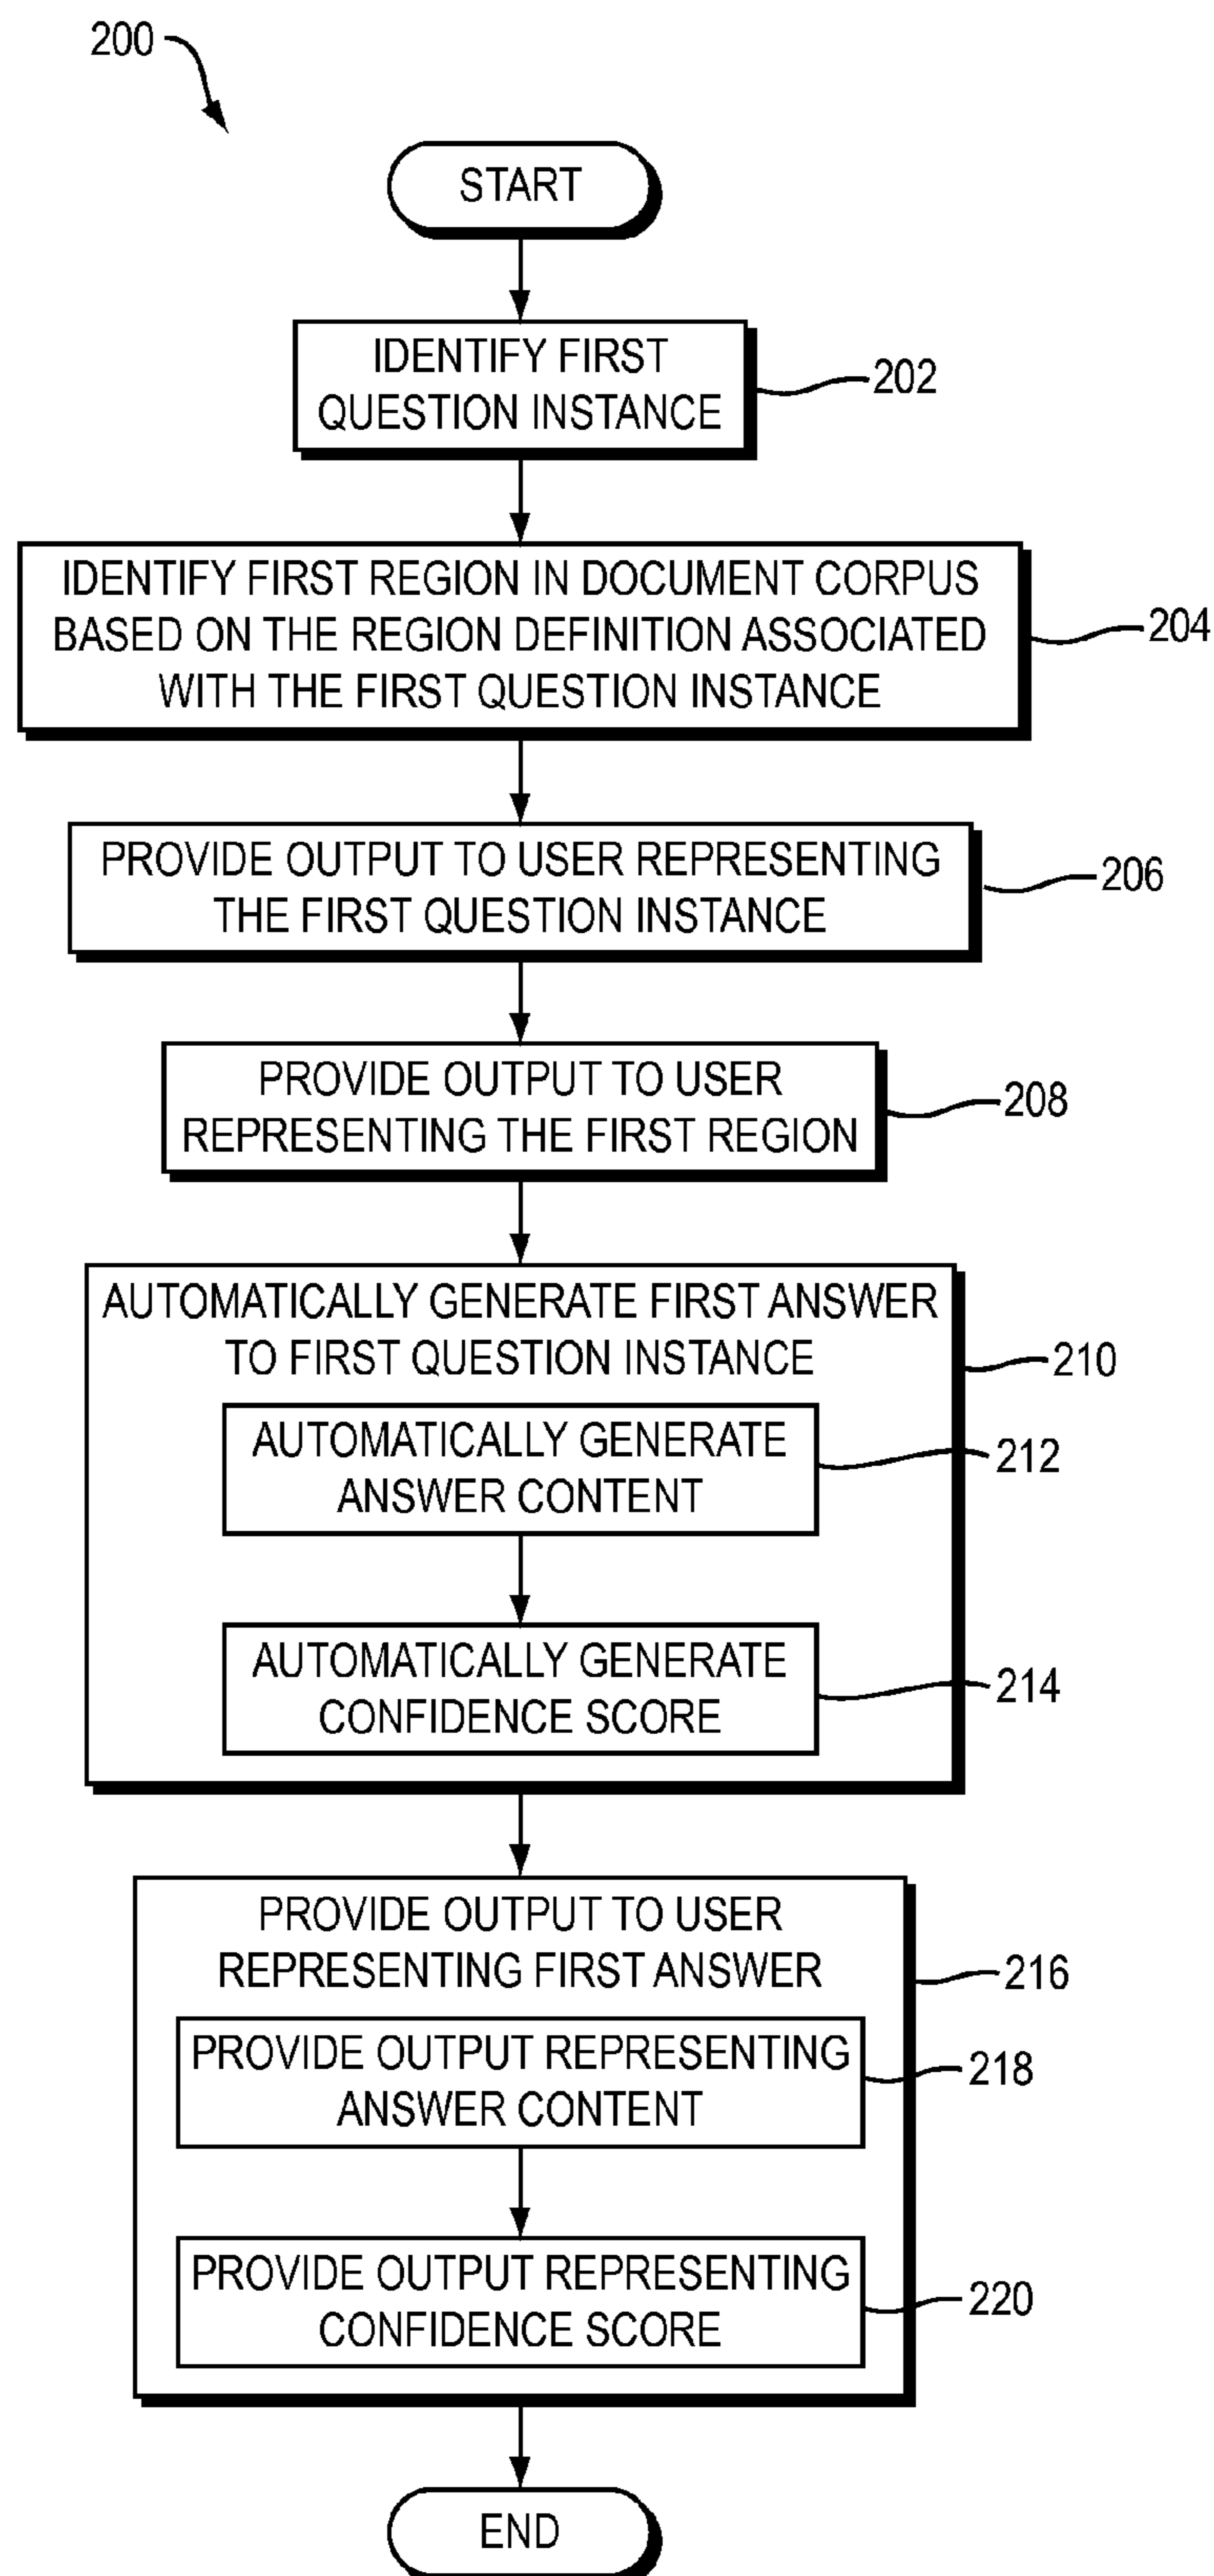 200
START
IDENTIFY FIRST
QUESTION INSTANCE
202
IDENTIFY FIRST REGION IN DOCUMENT CORPUS
BASED ON THE REGION DEFINITION ASSOCIATED
WITH THE FIRST QUESTION INSTANCE
204
PROVIDE OUTPUT TO USER REPRESENTING
THE FIRST QUESTION INSTANCE
206
PROVIDE OUTPUT TO USER
REPRESENTING THE FIRST REGION
208
AUTOMATICALLY GENERATE FIRST ANSWER
TO FIRST QUESTION INSTANCE
210
AUTOMATICALLY GENERATE
ANSWER CONTENT
212
AUTOMATICALLY GENERATE
CONFIDENCE SCORE
214
PROVIDE OUTPUT TO USER
REPRESENTING FIRST ANSWER
216
PROVIDE OUTPUT REPRESENTING
ANSWER CONTENT
218
PROVIDE OUTPUT REPRESENTING
CONFIDENCE SCORE
220
END